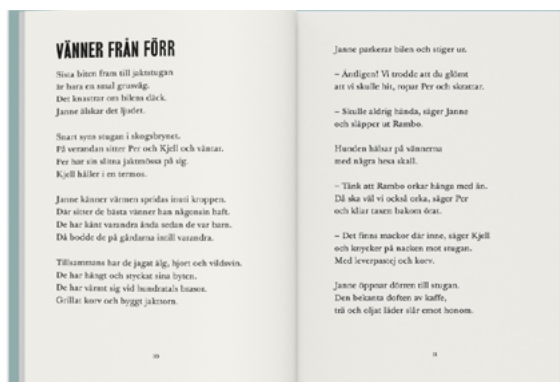 VÄNNER FRÅN FÖRR
Sista biten fram till jaktstugan
är bara en smal grusväg.
Det knastrar om bilens däck.
Janne älskar det ljudet.
Snart syns stugan i skogsbrynet.
På verandan sitter Per och Kjell och väntar.
Per har sin slitna jaktmössa på sig.
Kjell håller i en termos.
Janne känner värmen spridas inuti kroppen.
Där sitter de bästa vänner han någonsin haft.
De har känt varandra ända sedan de var barn.
Då bodde de på gårdarna intill varandra.
Tillsammans har de jagat älg, hjort och vildsvin.
De har hängt och styckat sina byten.
De har värmt sig vid hundratals brasor.
Grillat korv och byggt jakttorn.
10
Janne parkerar bilen och stiger ut.
– Äntligen! Vi trodde att du glömt
att vi skulle hit, ropar Per och skrattar.
– Skulle aldrig hända, säger Janne
och släpper ut Rambo.
Hunden hälsar på vännerna
med några hesa skall.
– Tänk att Rambo orkar hänga med än.
Då ska väl vi också orka, säger Per
och kliar taxen bakom örat.
– Det finns mackor där inne, säger Kjell
och knycker på nacken mot stugan.
Med leverpastej och korv.
Janne öppnar dörren till stugan.
Den bekanta doften av kaffe,
trä och oljat läder slår emot honom.
11